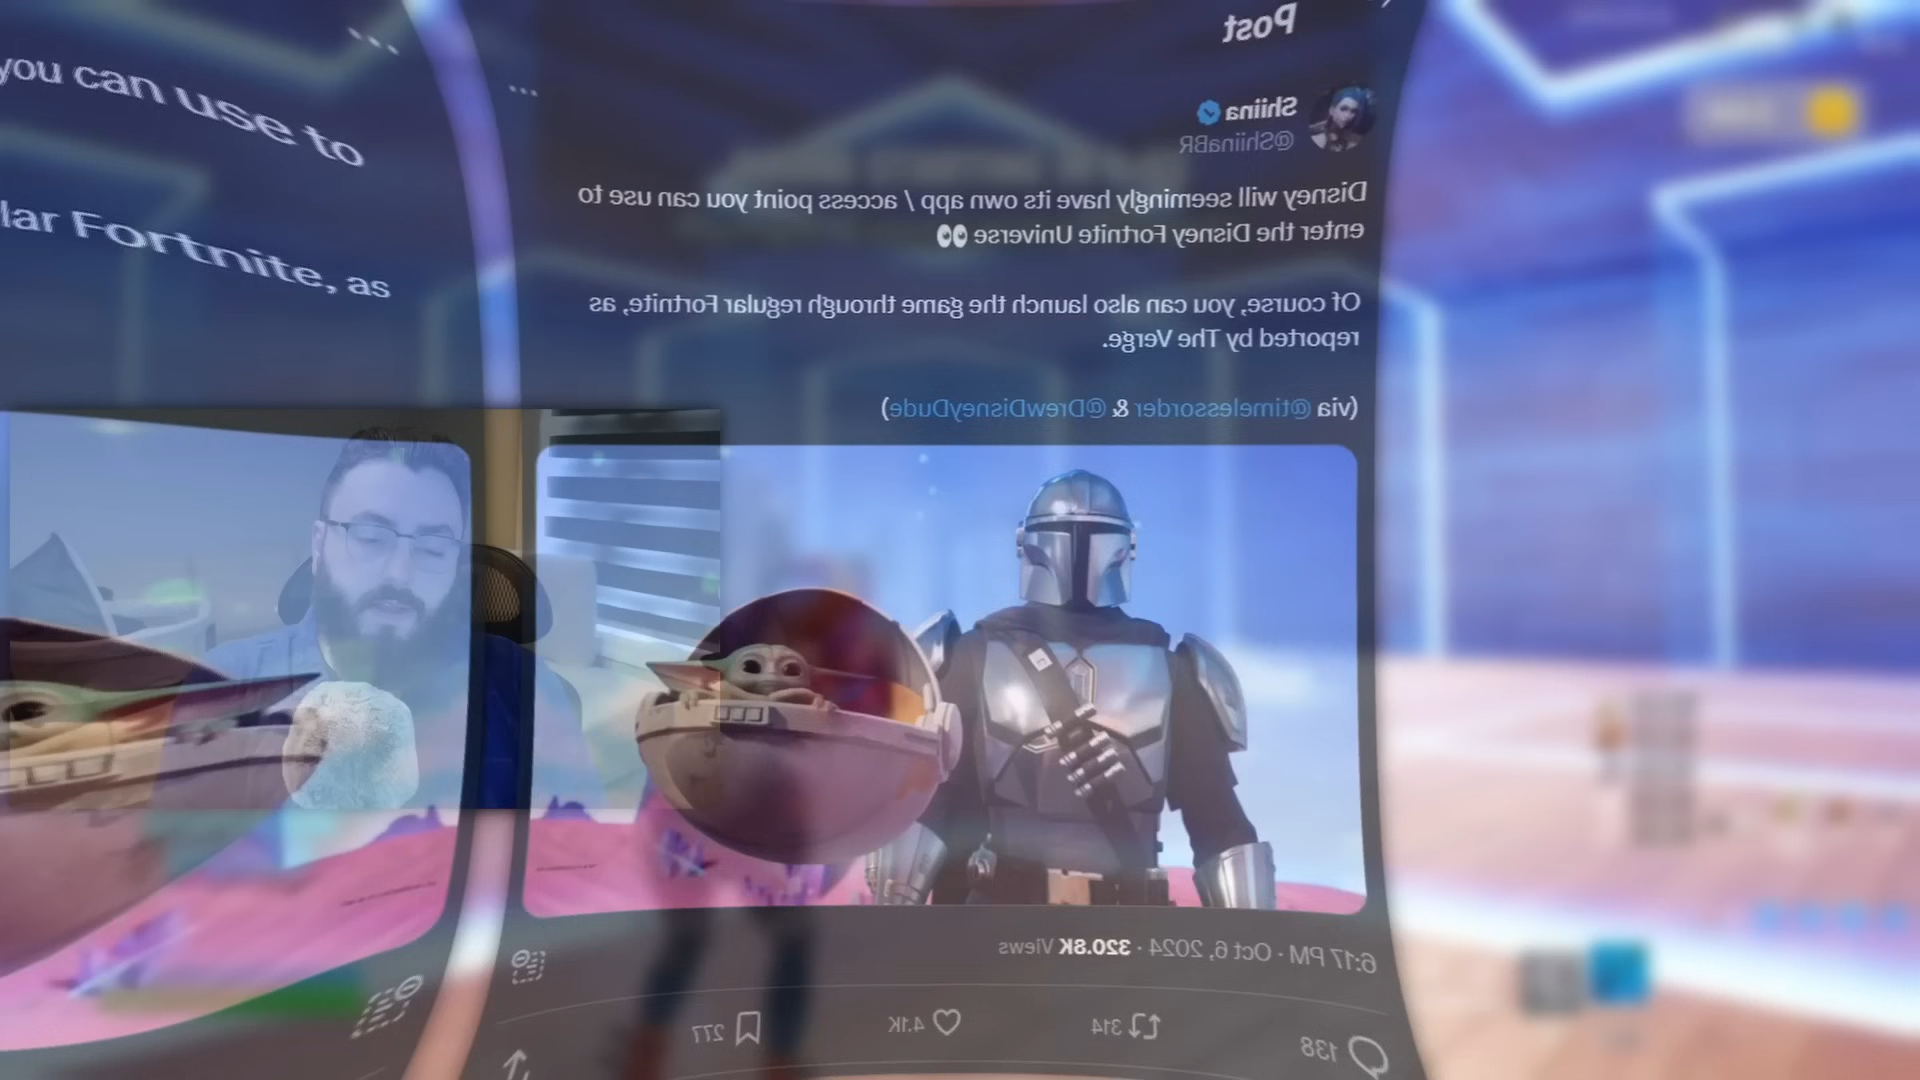 you can use to
lar Fortnite, as
Post
Shiina
@ShiinaBR
Disney will seemingly have its own app / access point you can use to
enter the Disney Fortnite Universe 👀
Of course, you can also launch the game through regular Fortnite, as
reported by The Verge.
(via @timelessorder & @DrewDisneyDude)
6:17 PM · Oct 6, 2024 · 320.8K Views
138 314 4.1K 277